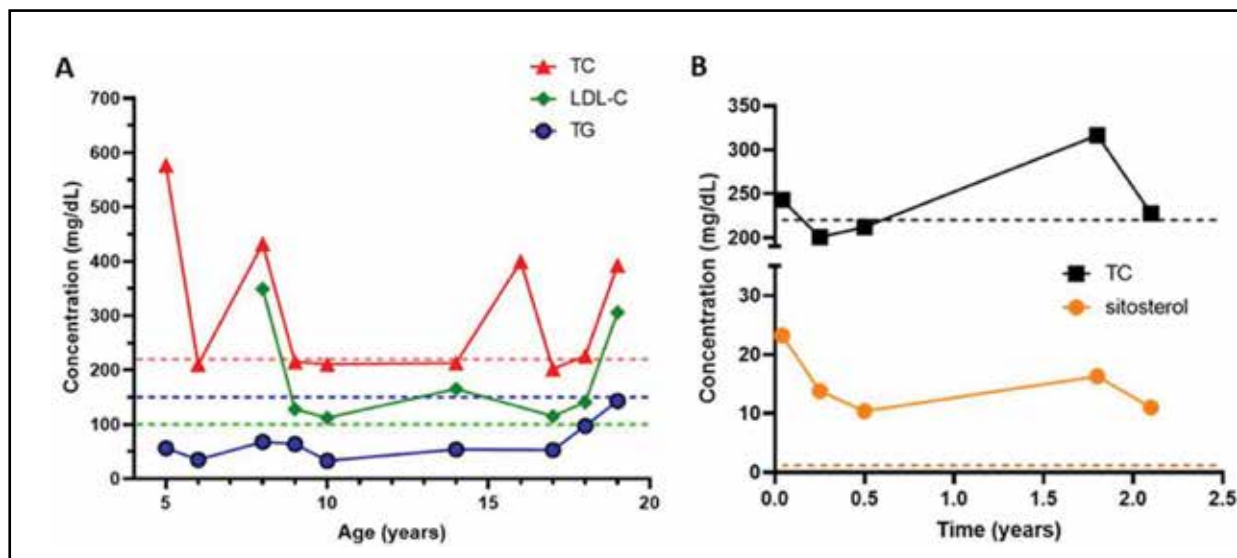 A
TC
LDL-C
TG
700
600
500
400
300
200
100
0
5
10
15
20
Concentration (mg/dL)
Age (years)
B
350
300
250
200
30
20
10
0
0.0
0.5
1.0
1.5
2.0
2.5
TC
sitosterol
Concentration (mg/dL)
Time (years)